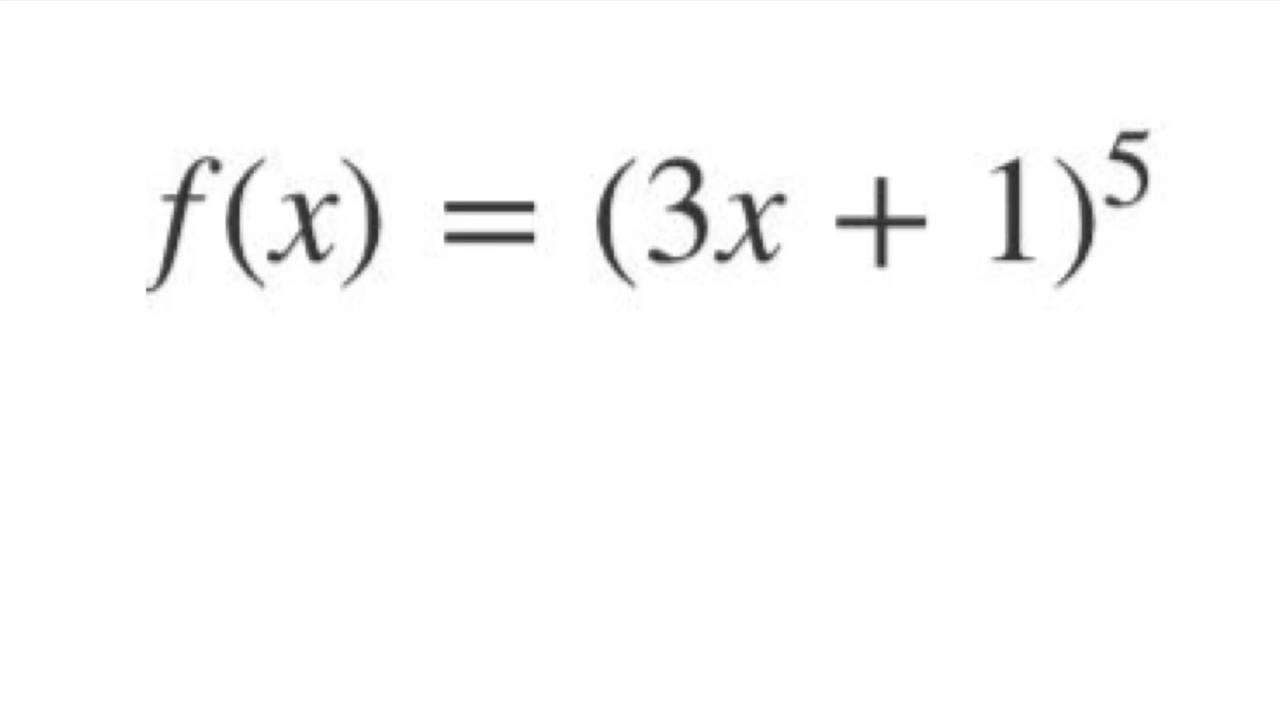 f(x) = (3x + 1)⁵